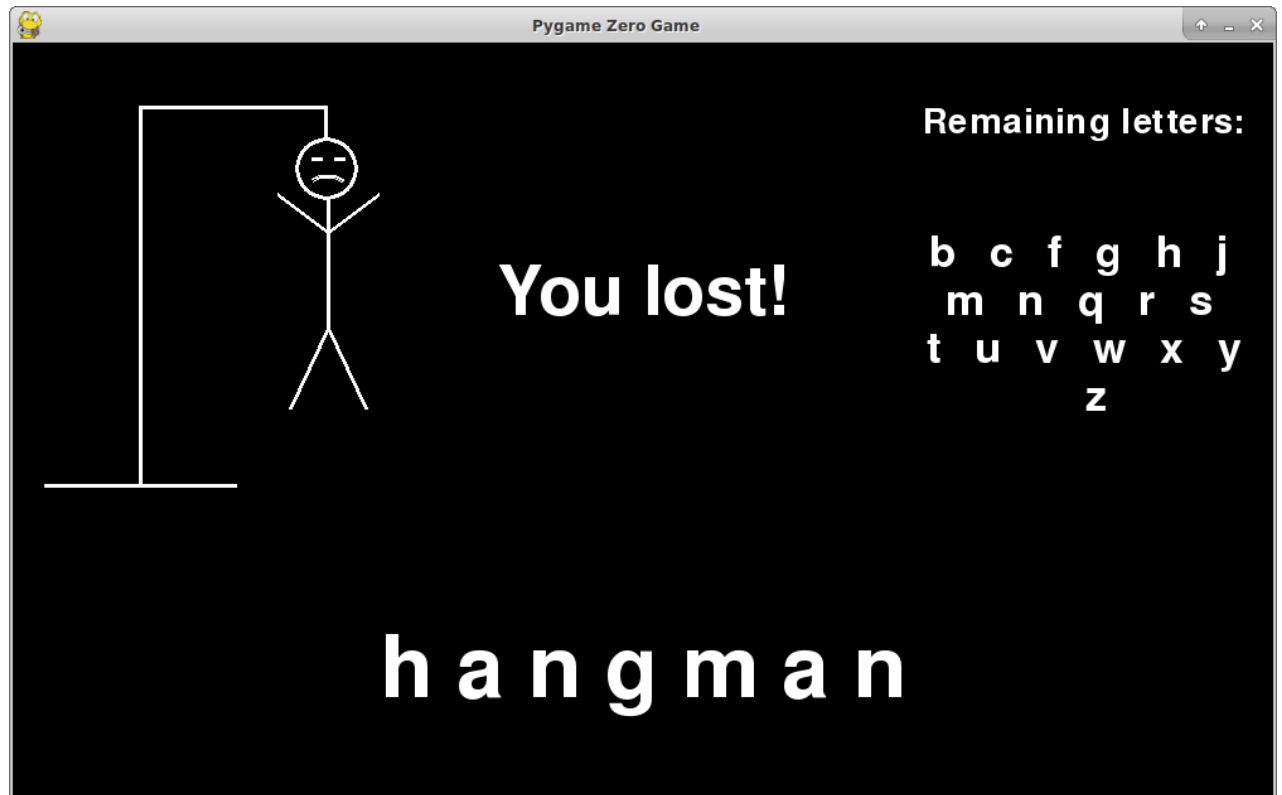 Pygame Zero Game
Remaining letters:
b c f g h j
m n q r s
t u v w x y
z
You lost!
h a n g m a n